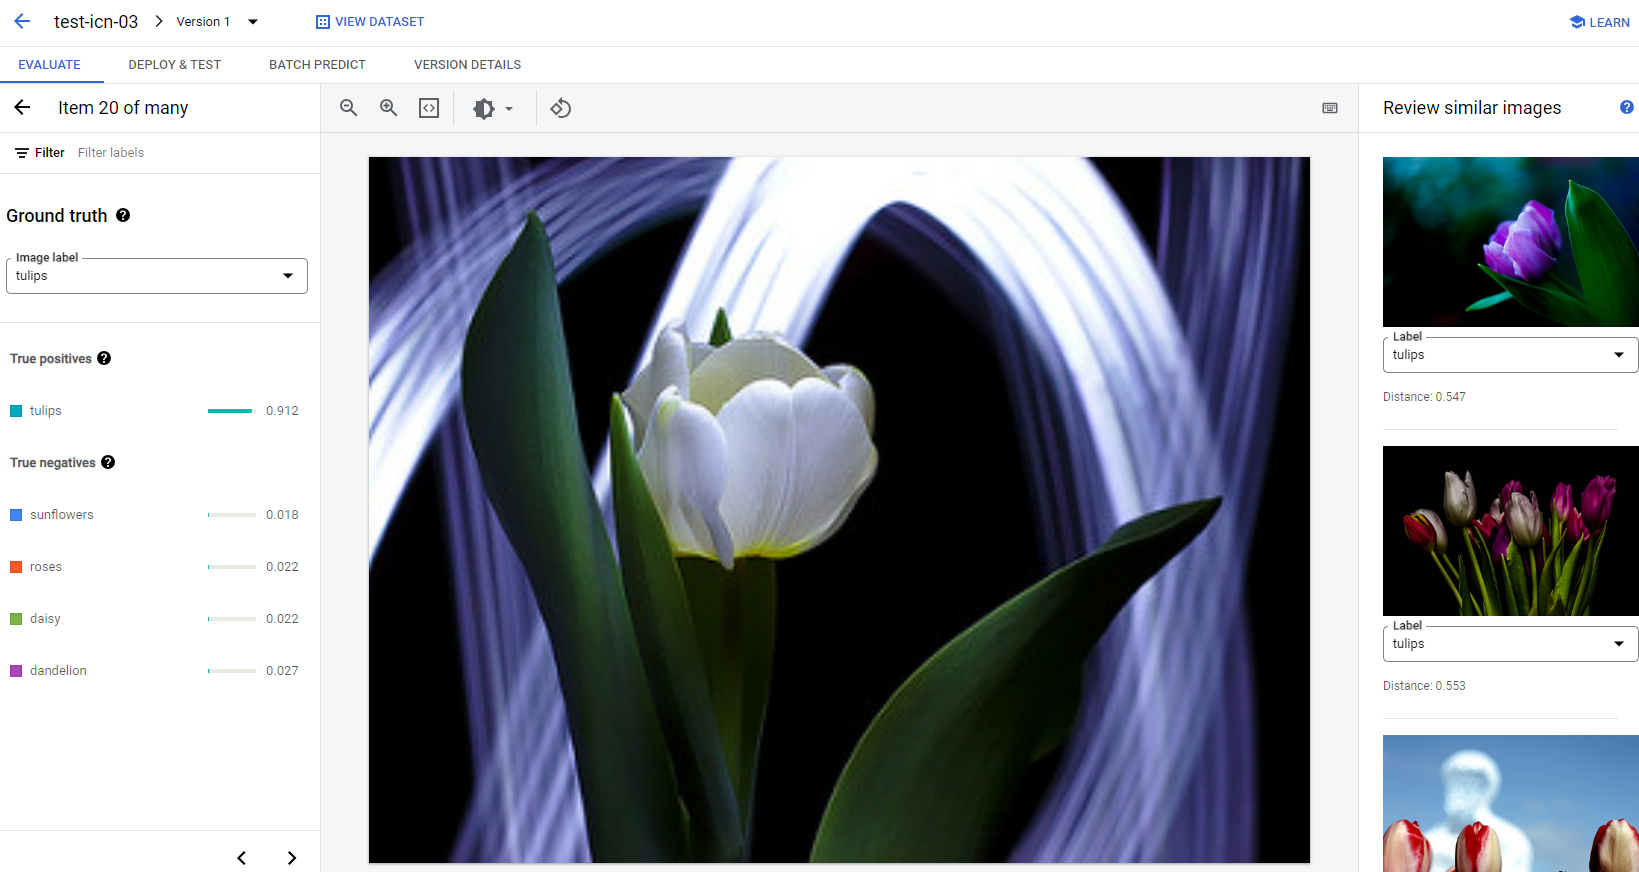 test-icn-03
Version 1
VIEW DATASET
LEARN
EVALUATE
DEPLOY & TEST
BATCH PREDICT
VERSION DETAILS
Item 20 of many
Filter Filter labels
Ground truth ?
Image label
tulips
True positives ?
tulips 0.912
True negatives ?
sunflowers 0.018
roses 0.022
daisy 0.022
dandelion 0.027
Review similar images ?
Label
tulips
Distance: 0.547
Label
tulips
Distance: 0.553